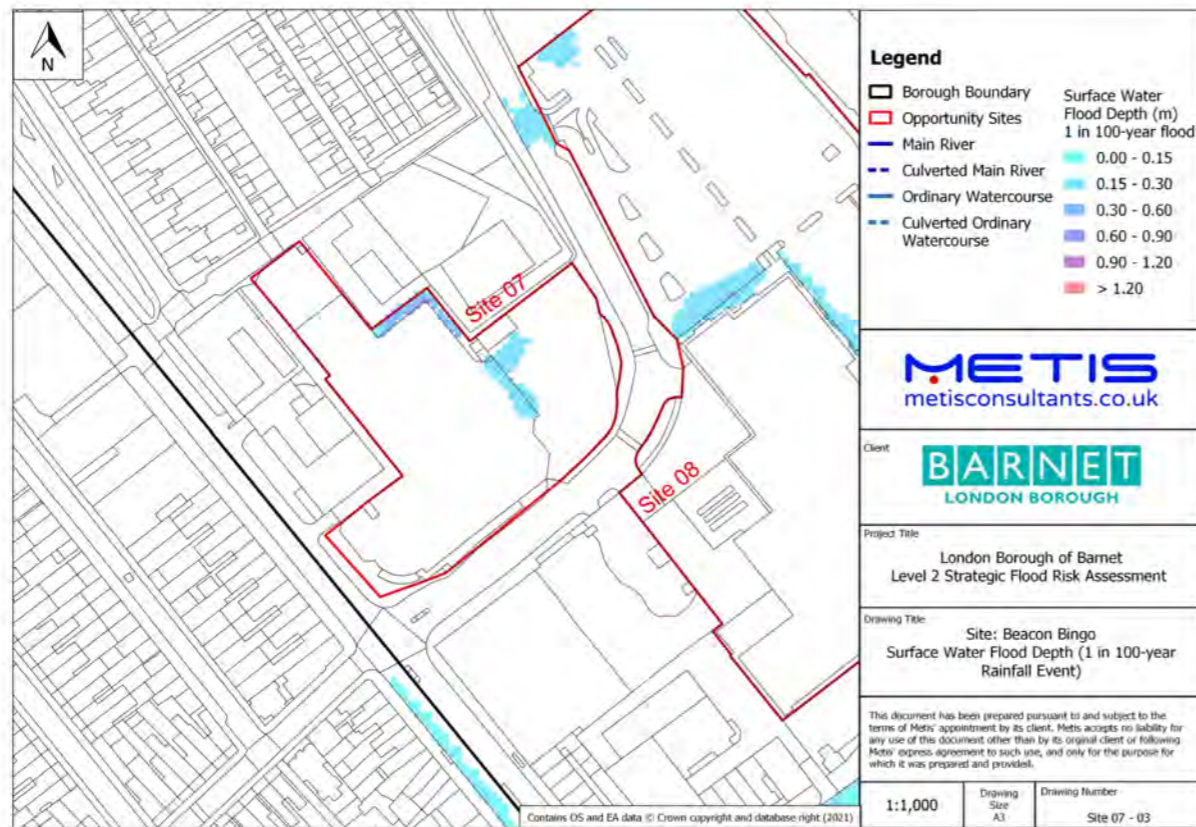 N
Site 07
Site 08
Contains OS and EA data © Crown copyright and database right (2021)
Legend
Borough Boundary
Opportunity Sites
Main River
Culverted Main River
Ordinary Watercourse
Culverted Ordinary
Watercourse
Surface Water
Flood Depth (m)
1 in 100-year flood
0.00 - 0.15
0.15 - 0.30
0.30 - 0.60
0.60 - 0.90
0.90 - 1.20
> 1.20
METIS
metisconsultants.co.uk
Client
BARNET
LONDON BOROUGH
Project Title
London Borough of Barnet
Level 2 Strategic Flood Risk Assessment
Drawing Title
Site: Beacon Bingo
Surface Water Flood Depth (1 in 100-year
Rainfall Event)
This document has been prepared pursuant to and subject to the
terms of Metis' appointment by its client. Metis accepts no liability for
any use of this document other than by its orginal client or following
Metis' express agreement to such use, and only for the purpose for
which it was prepared and provided.
1:1,000
Drawing
Size
A3
Drawing Number
Site 07 - 03